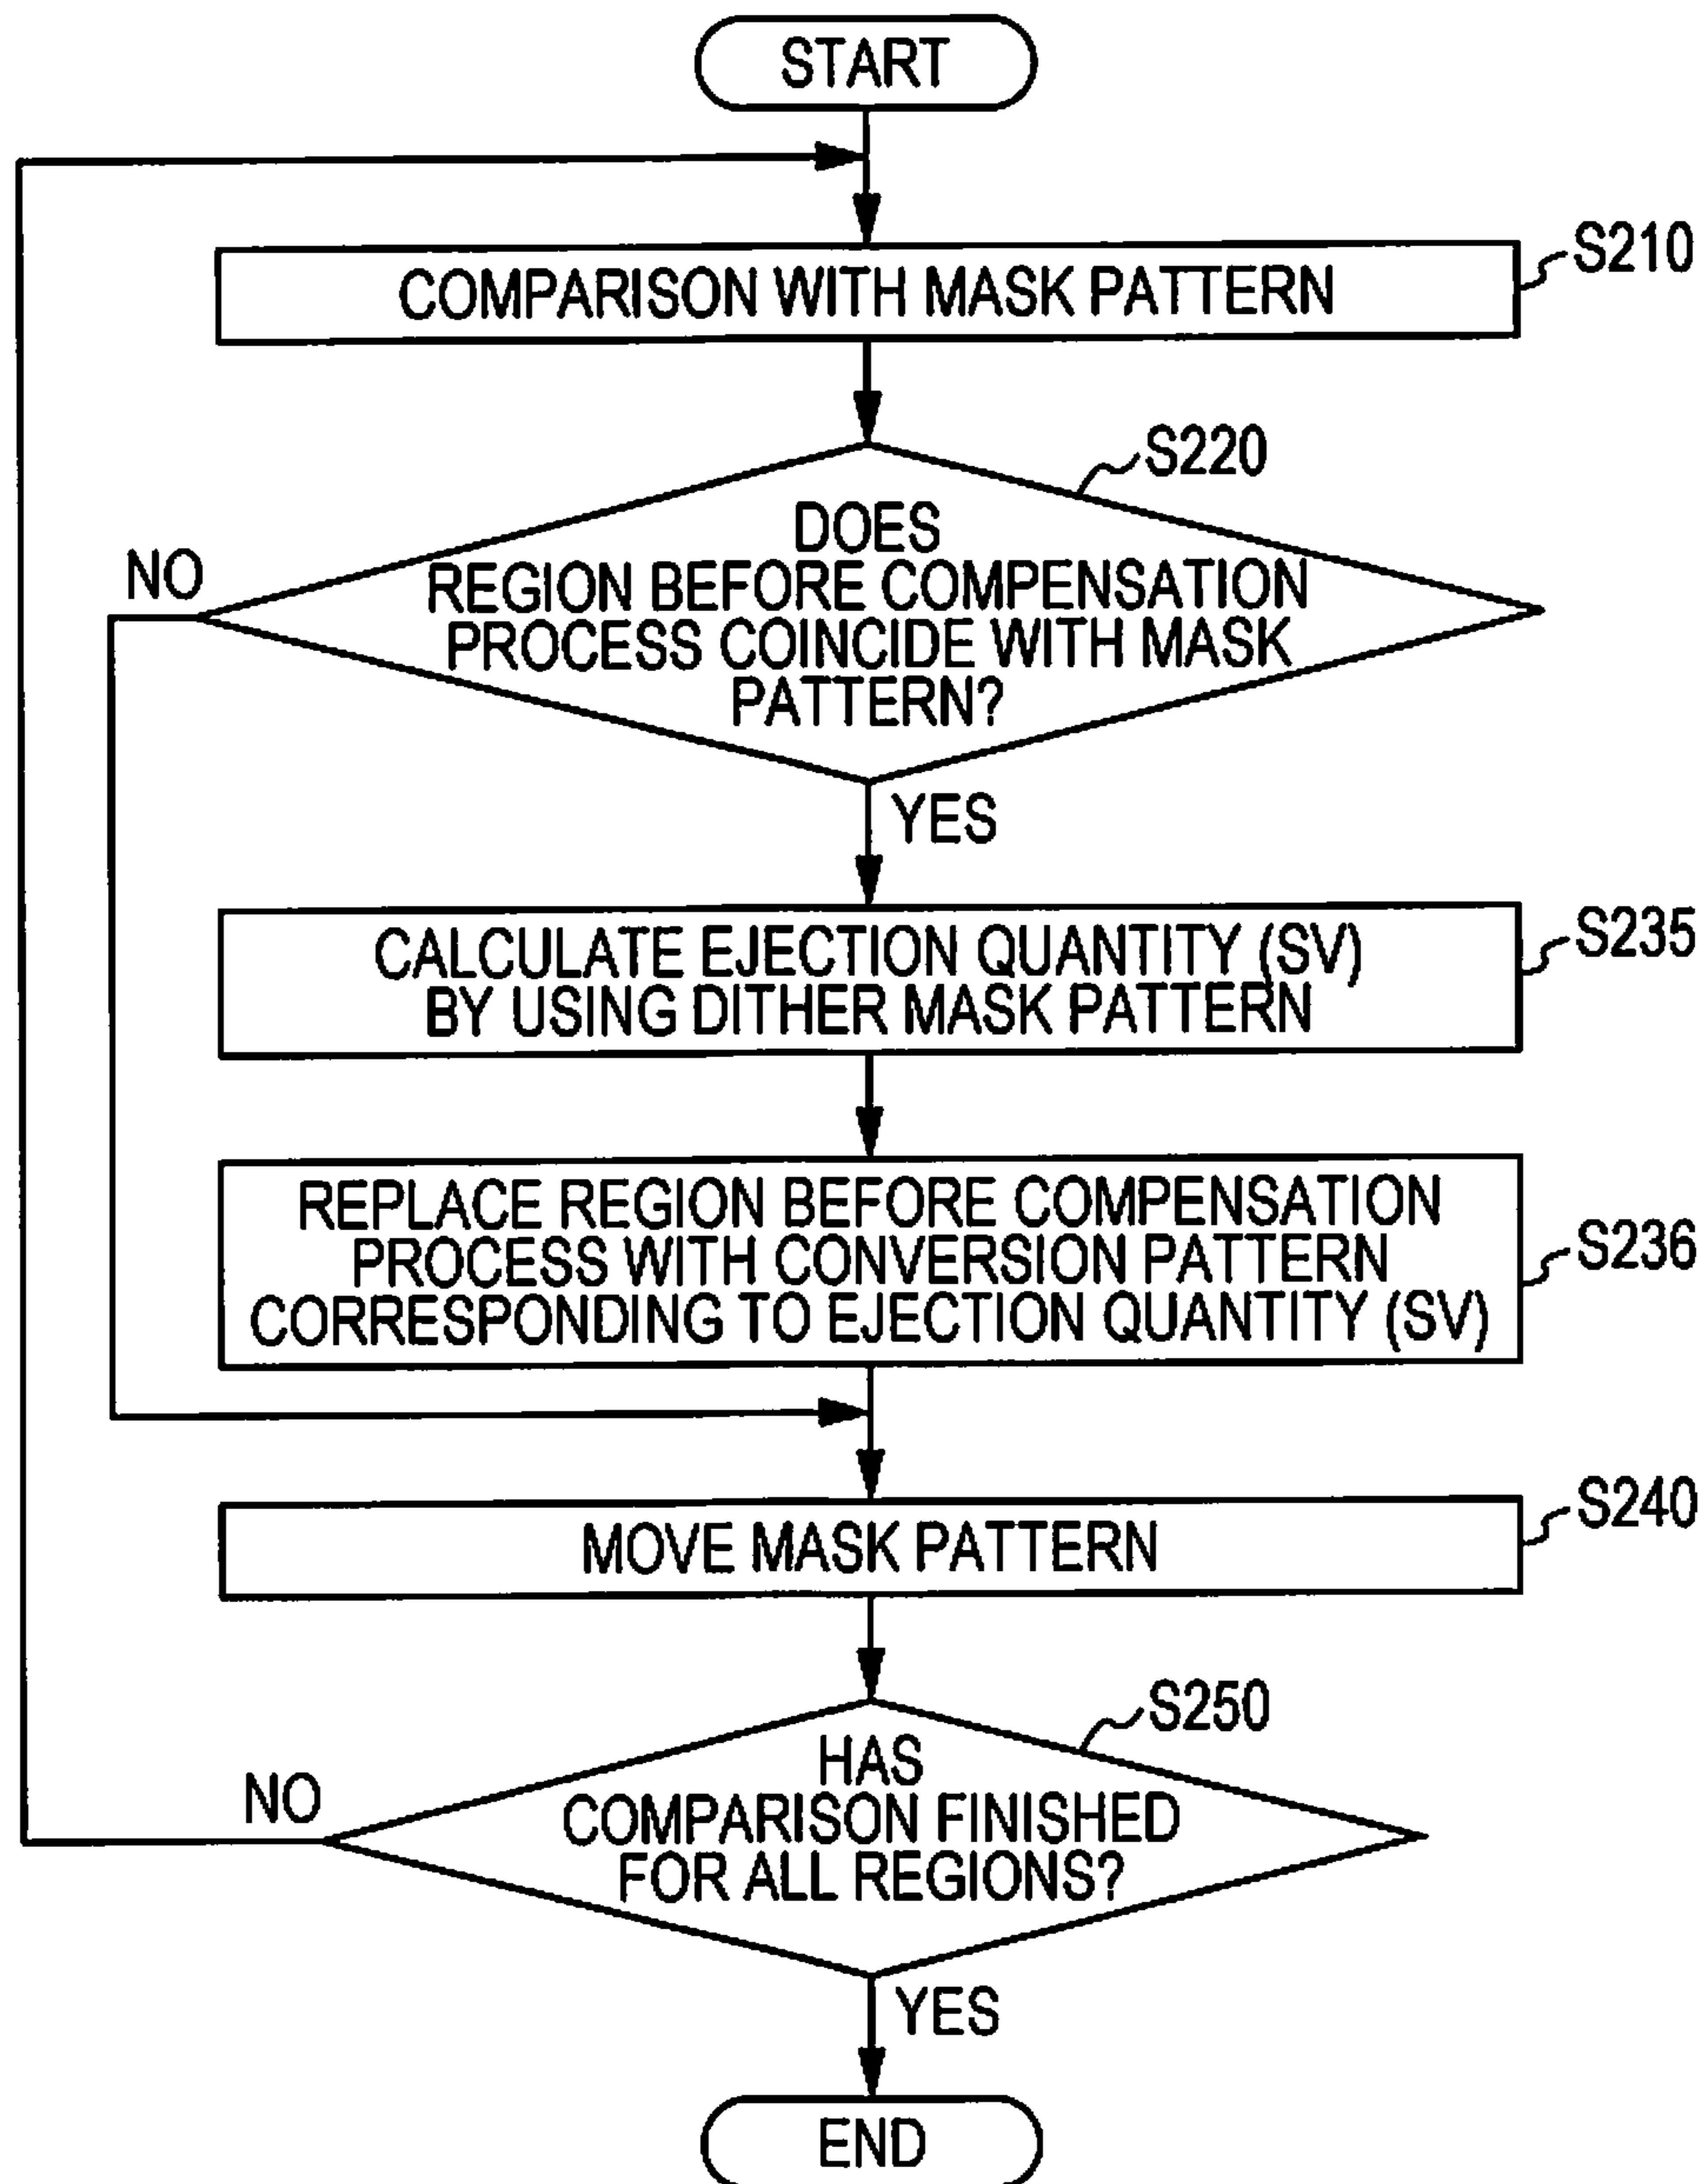 START
COMPARISON WITH MASK PATTERN
S210
S220
DOES
REGION BEFORE COMPENSATION
PROCESS COINCIDE WITH MASK
PATTERN?
NO
YES
CALCULATE EJECTION QUANTITY (SV)
BY USING DITHER MASK PATTERN
S235
REPLACE REGION BEFORE COMPENSATION
PROCESS WITH CONVERSION PATTERN
CORRESPONDING TO EJECTION QUANTITY (SV)
S236
MOVE MASK PATTERN
S240
S250
HAS
COMPARISON FINISHED
FOR ALL REGIONS?
NO
YES
END